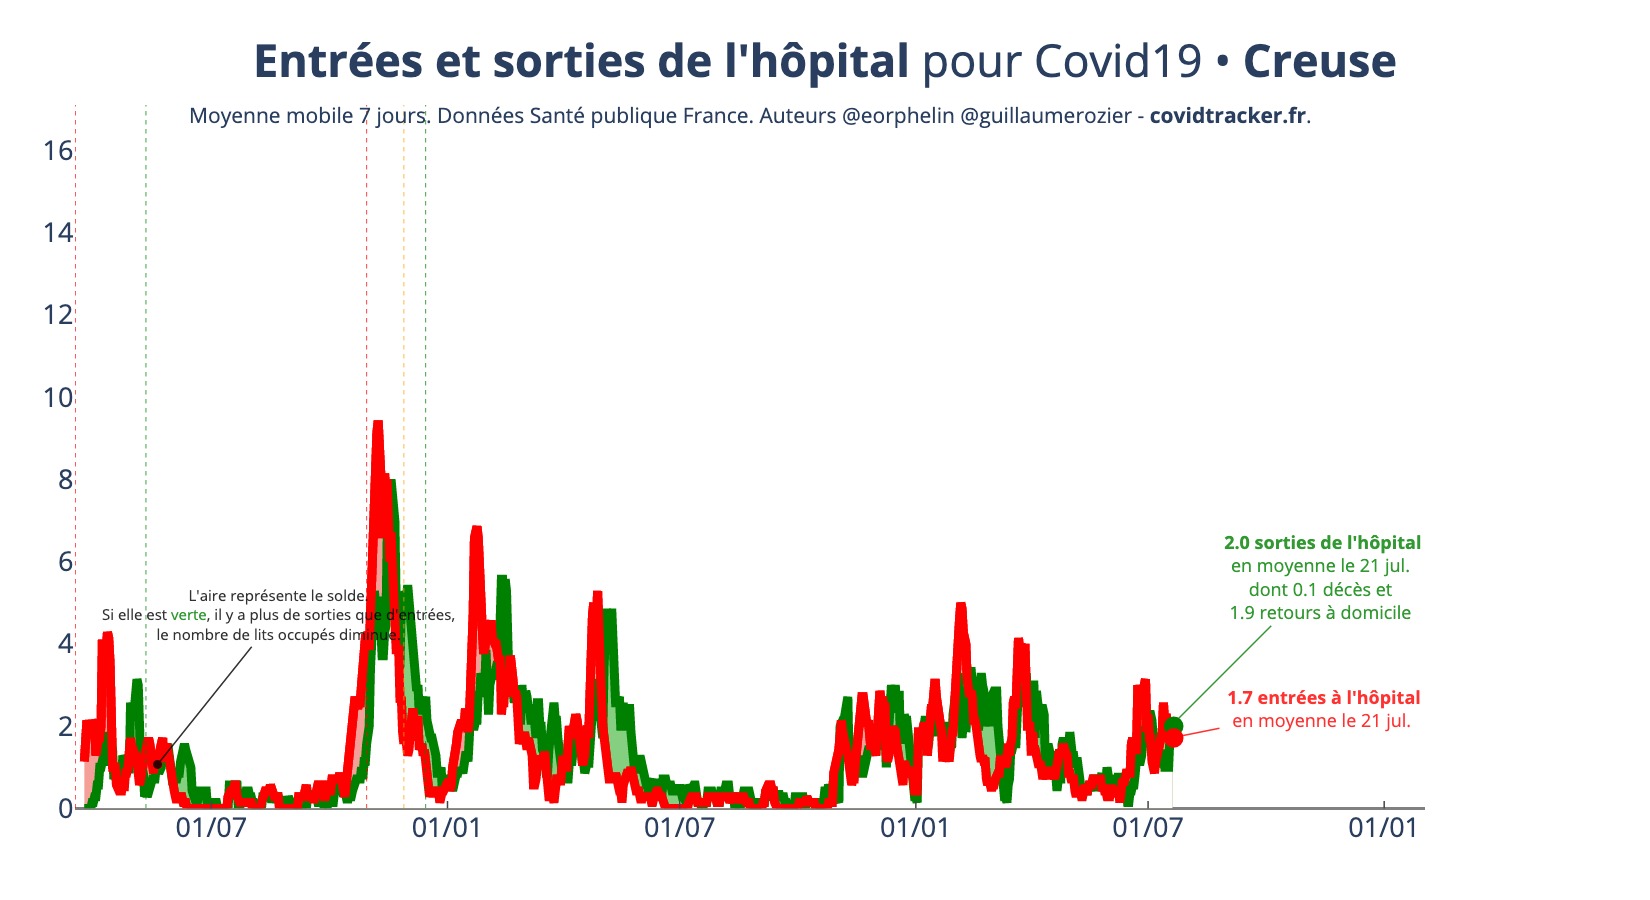 Entrées et sorties de l'hôpital pour Covid19 • Creuse
Moyenne mobile 7 jours. Données Santé publique France. Auteurs @eorphelin @guillaumerozier - covidtracker.fr.
16
14
12
10
8
6
4
2
0
L'aire représente le solde.
Si elle est verte, il y a plus de sorties que d'entrées,
le nombre de lits occupés diminue.
2.0 sorties de l'hôpital
en moyenne le 21 jul.
dont 0.1 décès et
1.9 retours à domicile
1.7 entrées à l'hôpital
en moyenne le 21 jul.
01/07
01/01
01/07
01/01
01/07
01/01